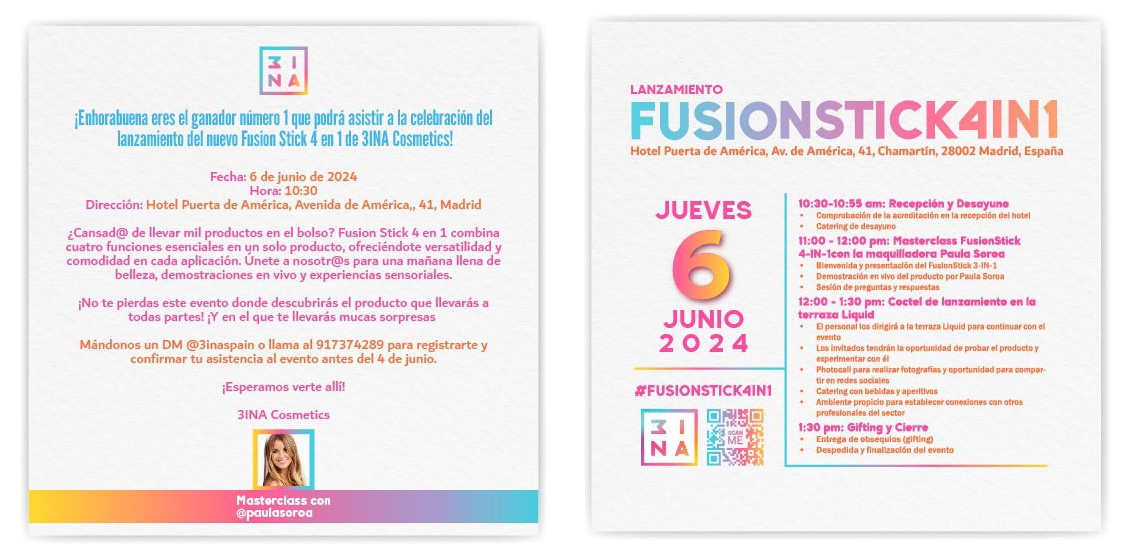 3INA
¡Enhorabuena eres el ganador número 1 que podrá asistir a la celebración del
lanzamiento del nuevo Fusion Stick 4 en 1 de 3INA Cosmetics!
Fecha: 6 de junio de 2024
Hora: 10:30
Dirección: Hotel Puerta de América, Avenida de América,, 41, Madrid
¿Cansad@ de llevar mil productos en el bolso? Fusion Stick 4 en 1 combina
cuatro funciones esenciales en un solo producto, ofreciéndote versatilidad y
comodidad en cada aplicación. Únete a nosotr@s para una mañana llena de
belleza, demostraciones en vivo y experiencias sensoriales.
¡No te pierdas este evento donde descubrirás el producto que llevarás a
todas partes! ¡Y en el que te llevarás mucas sorpresas
Mándonos un DM @3inaspain o llama al 917374289 para registrarte y
confirmar tu asistencia al evento antes del 4 de junio.
¡Esperamos verte allí!
3INA Cosmetics
Masterclass con
@paulasoroa
LANZAMIENTO
FUSIONSTICK4IN1
Hotel Puerta de América, Av. de América, 41, Chamartín, 28002 Madrid, España
JUEVES
6
JUNIO
2024
#FUSIONSTICK4IN1
3INA
SCAN
ME
10:30-10:55 am: Recepción y Desayuno
• Comprobación de la acreditación en la recepción del hotel
• Catering de desayuno
11:00 - 12:00 pm: Masterclass FusionStick
4-IN-1con la maquilladora Paula Soroa
• Bienvenida y presentación del FusionStick 3-IN-1
• Demostración en vivo del producto por Paula Soroa
• Sesión de preguntas y respuestas
12:00 - 1:30 pm: Coctel de lanzamiento en la
terraza Liquid
• El personal los dirigirá a la terraza Liquid para continuar con el
evento
• Los invitados tendrán la oportunidad de probar el producto y
experimentar con él
• Photocall para realizar fotografías y oportunidad para compar-
tir en redes sociales
• Catering con bebidas y aperitivos
• Ambiente propicio para establecer conexiones con otros
profesionales del sector
1:30 pm: Gifting y Cierre
• Entrega de obsequios (gifting)
• Despedida y finalización del evento